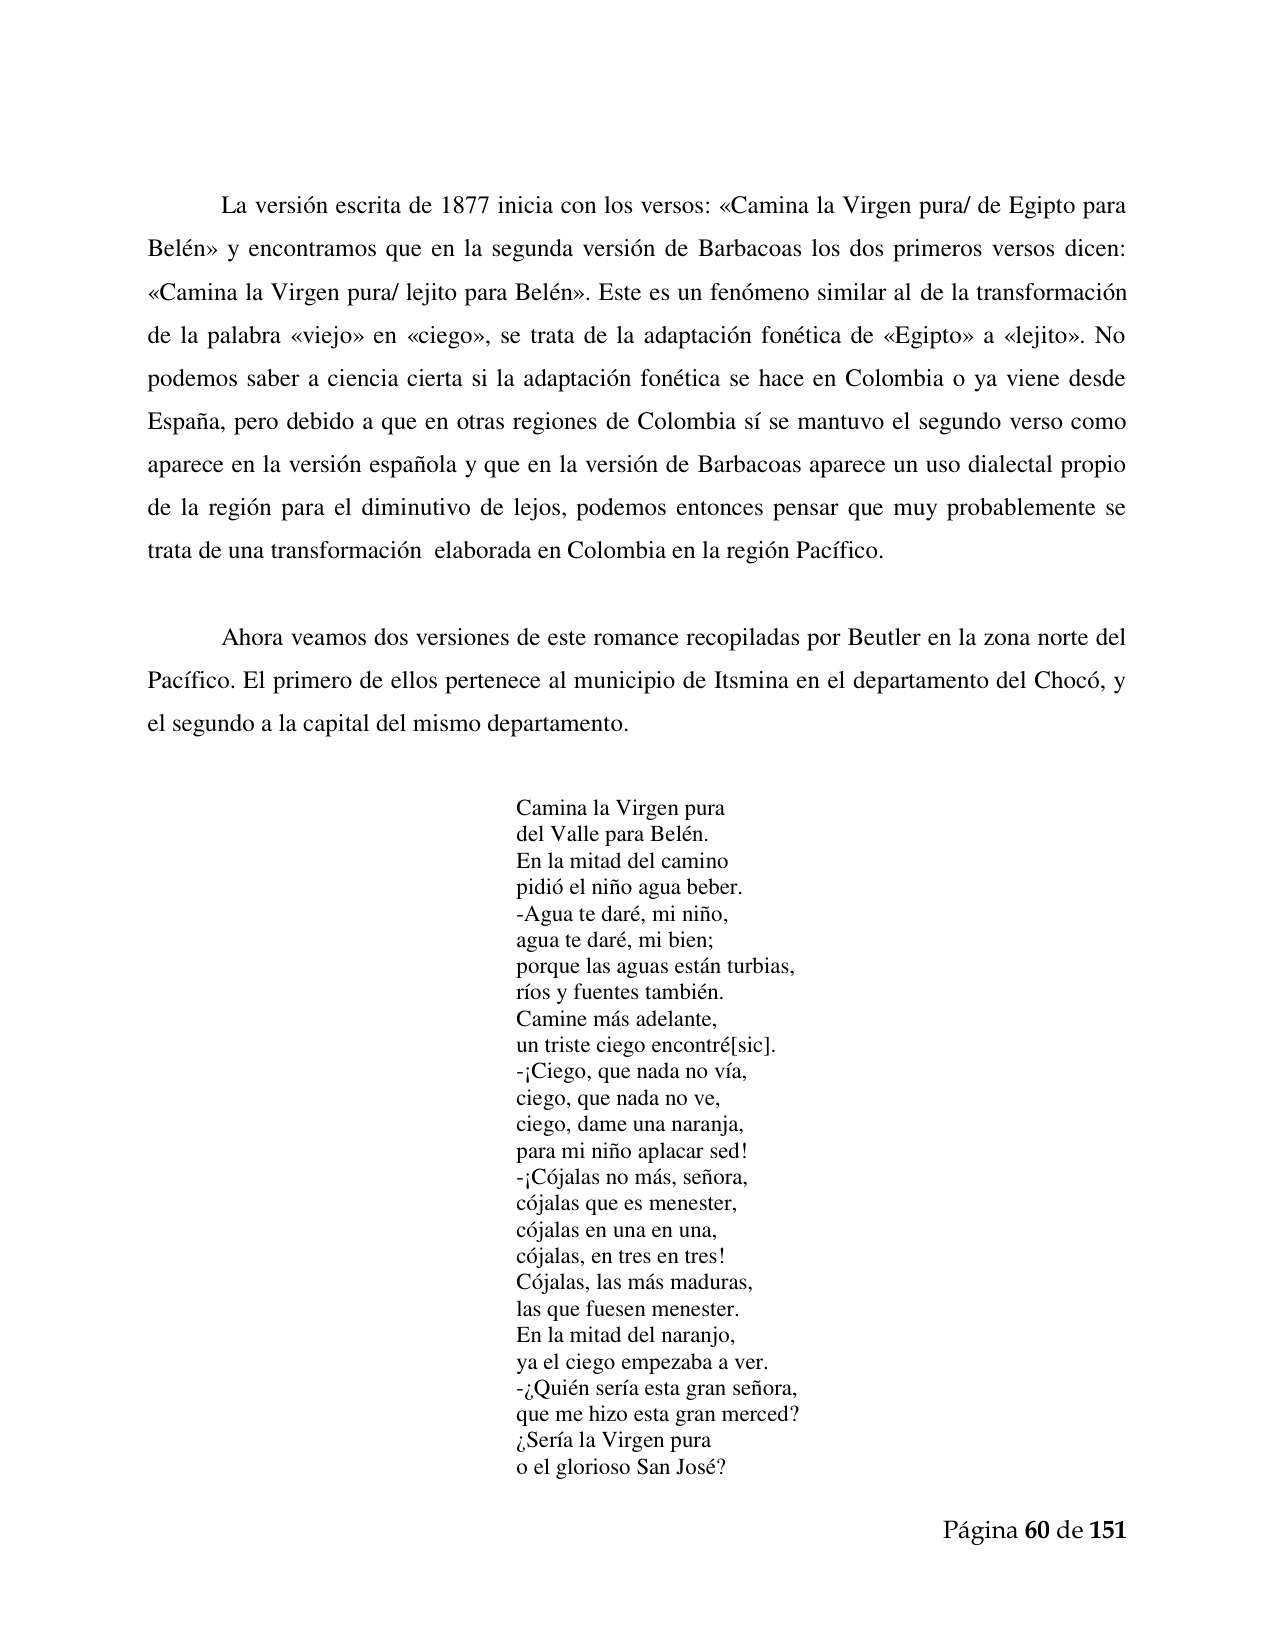 La versión escrita de 1877 inicia con los versos: «Camina la Virgen pura/ de Egipto para
Belén» y encontramos que en la segunda versión de Barbacoas los dos primeros versos dicen:
«Camina la Virgen pura/ lejito para Belén». Este es un fenómeno similar al de la transformación
de la palabra «viejo» en «ciego», se trata de la adaptación fonética de «Egipto» a «lejito». No
podemos saber a ciencia cierta si la adaptación fonética se hace en Colombia o ya viene desde
España, pero debido a que en otras regiones de Colombia sí se mantuvo el segundo verso como
aparece en la versión española y que en la versión de Barbacoas aparece un uso dialectal propio
de la región para el diminutivo de lejos, podemos entonces pensar que muy probablemente se
trata de una transformación  elaborada en Colombia en la región Pacífico.
Ahora veamos dos versiones de este romance recopiladas por Beutler en la zona norte del
Pacífico. El primero de ellos pertenece al municipio de Itsmina en el departamento del Chocó, y
el segundo a la capital del mismo departamento.
Camina la Virgen pura
del Valle para Belén.
En la mitad del camino
pidió el niño agua beber.
-Agua te daré, mi niño,
agua te daré, mi bien;
porque las aguas están turbias,
ríos y fuentes también.
Camine más adelante,
un triste ciego encontré[sic].
-¡Ciego, que nada no vía,
ciego, que nada no ve,
ciego, dame una naranja,
para mi niño aplacar sed!
-¡Cójalas no más, señora,
cójalas que es menester,
cójalas en una en una,
cójalas, en tres en tres!
Cójalas, las más maduras,
las que fuesen menester.
En la mitad del naranjo,
ya el ciego empezaba a ver.
-¿Quién sería esta gran señora,
que me hizo esta gran merced?
¿Sería la Virgen pura
o el glorioso San José?
Página 60 de 151